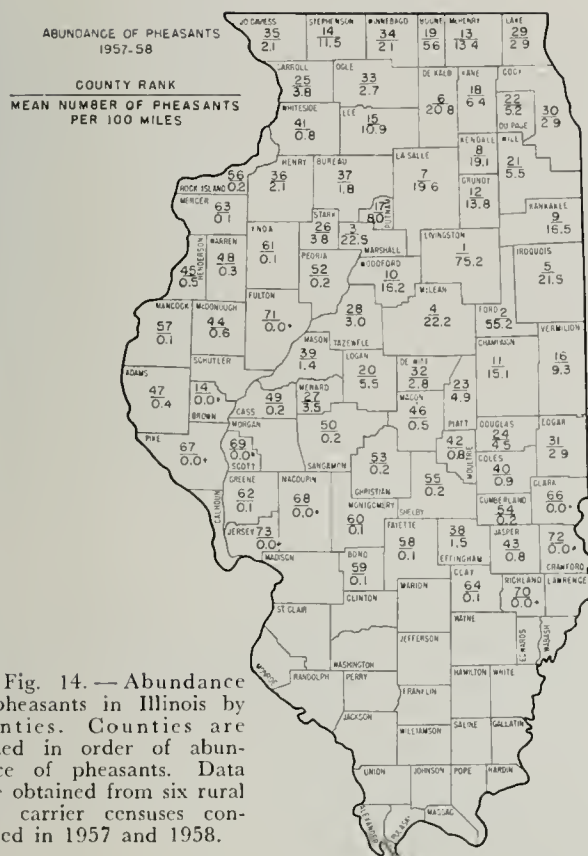 ABUNDANCE OF PHEASANTS
1957-58
COUNTY RANK
MEAN NUMBER OF PHEASANTS
PER 100 MILES
JO DAVIESS
35
2.1
STEPHENSON
14
11.5
WINNEBAGO
34
2.1
BOONE
19
5.6
McHENRY
13
13.4
LAKE
29
2.9
CARROLL
25
3.8
OGLE
33
2.7
DE KALB
6
20.8
KANE
18
6.4
COOK
30
2.9
22
5.2
DU PAGE
WHITESIDE
41
0.8
LEE
15
10.9
KENDALL
8
19.1
WILL
21
5.5
ROCK ISLAND
56
0.2
HENRY
36
2.1
BUREAU
37
1.8
LA SALLE
7
19.6
GRUNDY
12
13.8
KANKAKEE
9
16.5
MERCER
63
0.1
STARK
26
3.8
PUTNAM
17
8.0
3
22.5
MARSHALL
LIVINGSTON
1
75.2
IROQUOIS
5
21.5
HENDERSON
45
0.5
WARREN
48
0.3
KNOX
61
0.1
PEORIA
52
0.2
WOODFORD
10
16.2
McLEAN
4
22.2
FORD
2
55.2
HANCOCK
57
0.1
McDONOUGH
44
0.6
FULTON
71
0.0+
28
3.0
TAZEWELL
MASON
39
1.4
LOGAN
20
5.5
DE WITT
32
2.8
CHAMPAIGN
11
15.1
VERMILION
16
9.3
ADAMS
47
0.4
SCHUYLER
14
0.0+
BROWN
CASS
49
0.2
MENARD
27
3.5
MACON
46
0.5
23
4.9
PIATT
PIKE
67
0.0+
MORGAN
69
0.0+
SCOTT
50
0.2
SANGAMON
53
0.2
CHRISTIAN
42
0.8
MOULTRIE
DOUGLAS
24
4.5
EDGAR
31
2.9
COLES
40
0.9
CALHOUN
GREENE
62
0.1
MACOUPIN
68
0.0+
MONTGOMERY
60
0.1
55
0.2
SHELBY
CUMBERLAND
54
0.2
CLARK
66
0.0+
JERSEY
73
0.0+
MADISON
BOND
59
0.1
FAYETTE
58
0.1
38
1.5
EFFINGHAM
JASPER
43
0.8
72
0.0+
CRAWFORD
CLINTON
MARION
CLAY
64
0.1
RICHLAND
70
0.0+
LAWRENCE
ST. CLAIR
WASHINGTON
JEFFERSON
WAYNE
EDWARDS
WABASH
MONROE
RANDOLPH
PERRY
FRANKLIN
HAMILTON
WHITE
JACKSON
WILLIAMSON
SALINE
GALLATIN
UNION
JOHNSON
POPE
HARDIN
ALEXANDER
PULASKI
MASSAC
Fig. 14.—Abundance
pheasants in Illinois by
nties. Counties are
ed in order of abun-
ce of pheasants. Data
obtained from six rural
carrier censuses con-
ed in 1957 and 1958.